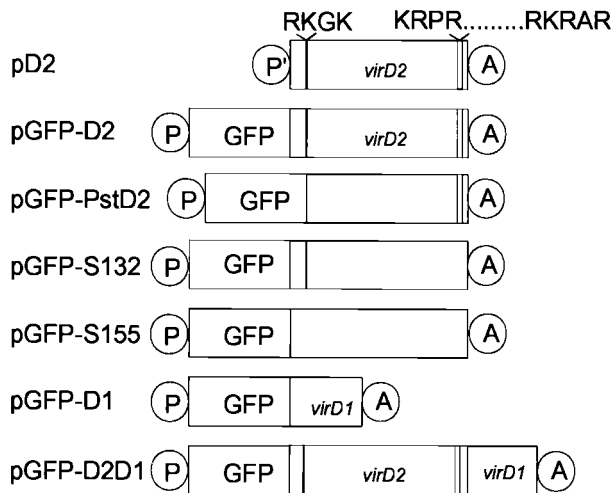 RKGK KRPR.........RKRAR
pD2 P' virD2 A
pGFP-D2 P GFP virD2 A
pGFP-PstD2 P GFP A
pGFP-S132 P GFP A
pGFP-S155 P GFP A
pGFP-D1 P GFP virD1 A
pGFP-D2D1 P GFP virD2 virD1 A